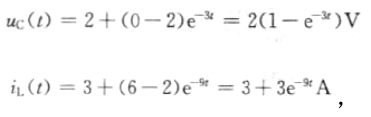 u_C(t) = 2 + (0 − 2)e^{−3t} = 2(1 − e^{−3t})V
i_L(t) = 3 + (6 − 2)e^{−9t} = 3 + 3e^{−9t} A ,